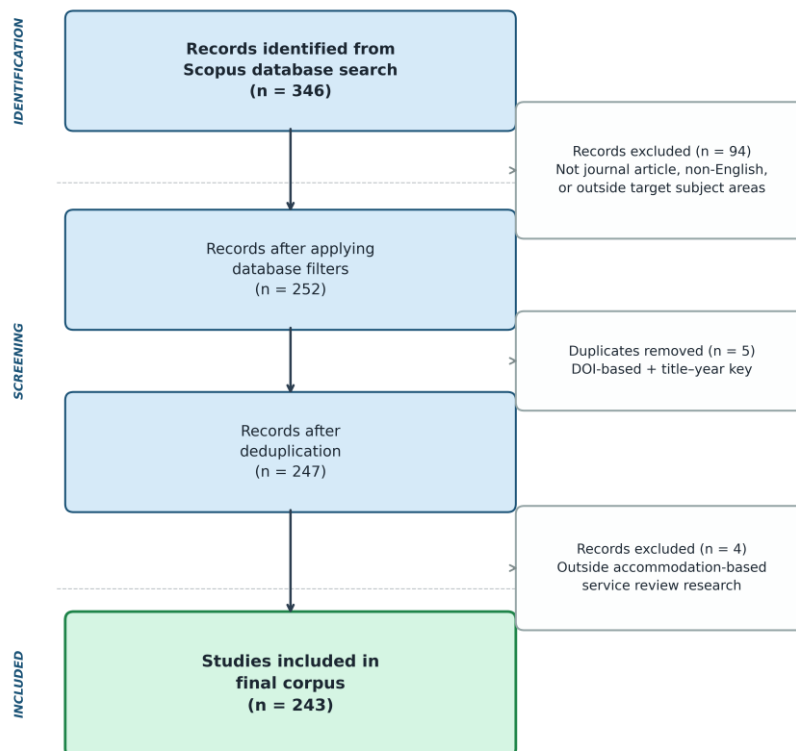 IDENTIFICATION
Records identified from
Scopus database search
(n = 346)
Records excluded (n = 94)
Not journal article, non-English,
or outside target subject areas
SCREENING
Records after applying
database filters
(n = 252)
Duplicates removed (n = 5)
DOI-based + title–year key
Records after
deduplication
(n = 247)
Records excluded (n = 4)
Outside accommodation-based
service review research
INCLUDED
Studies included in
final corpus
(n = 243)